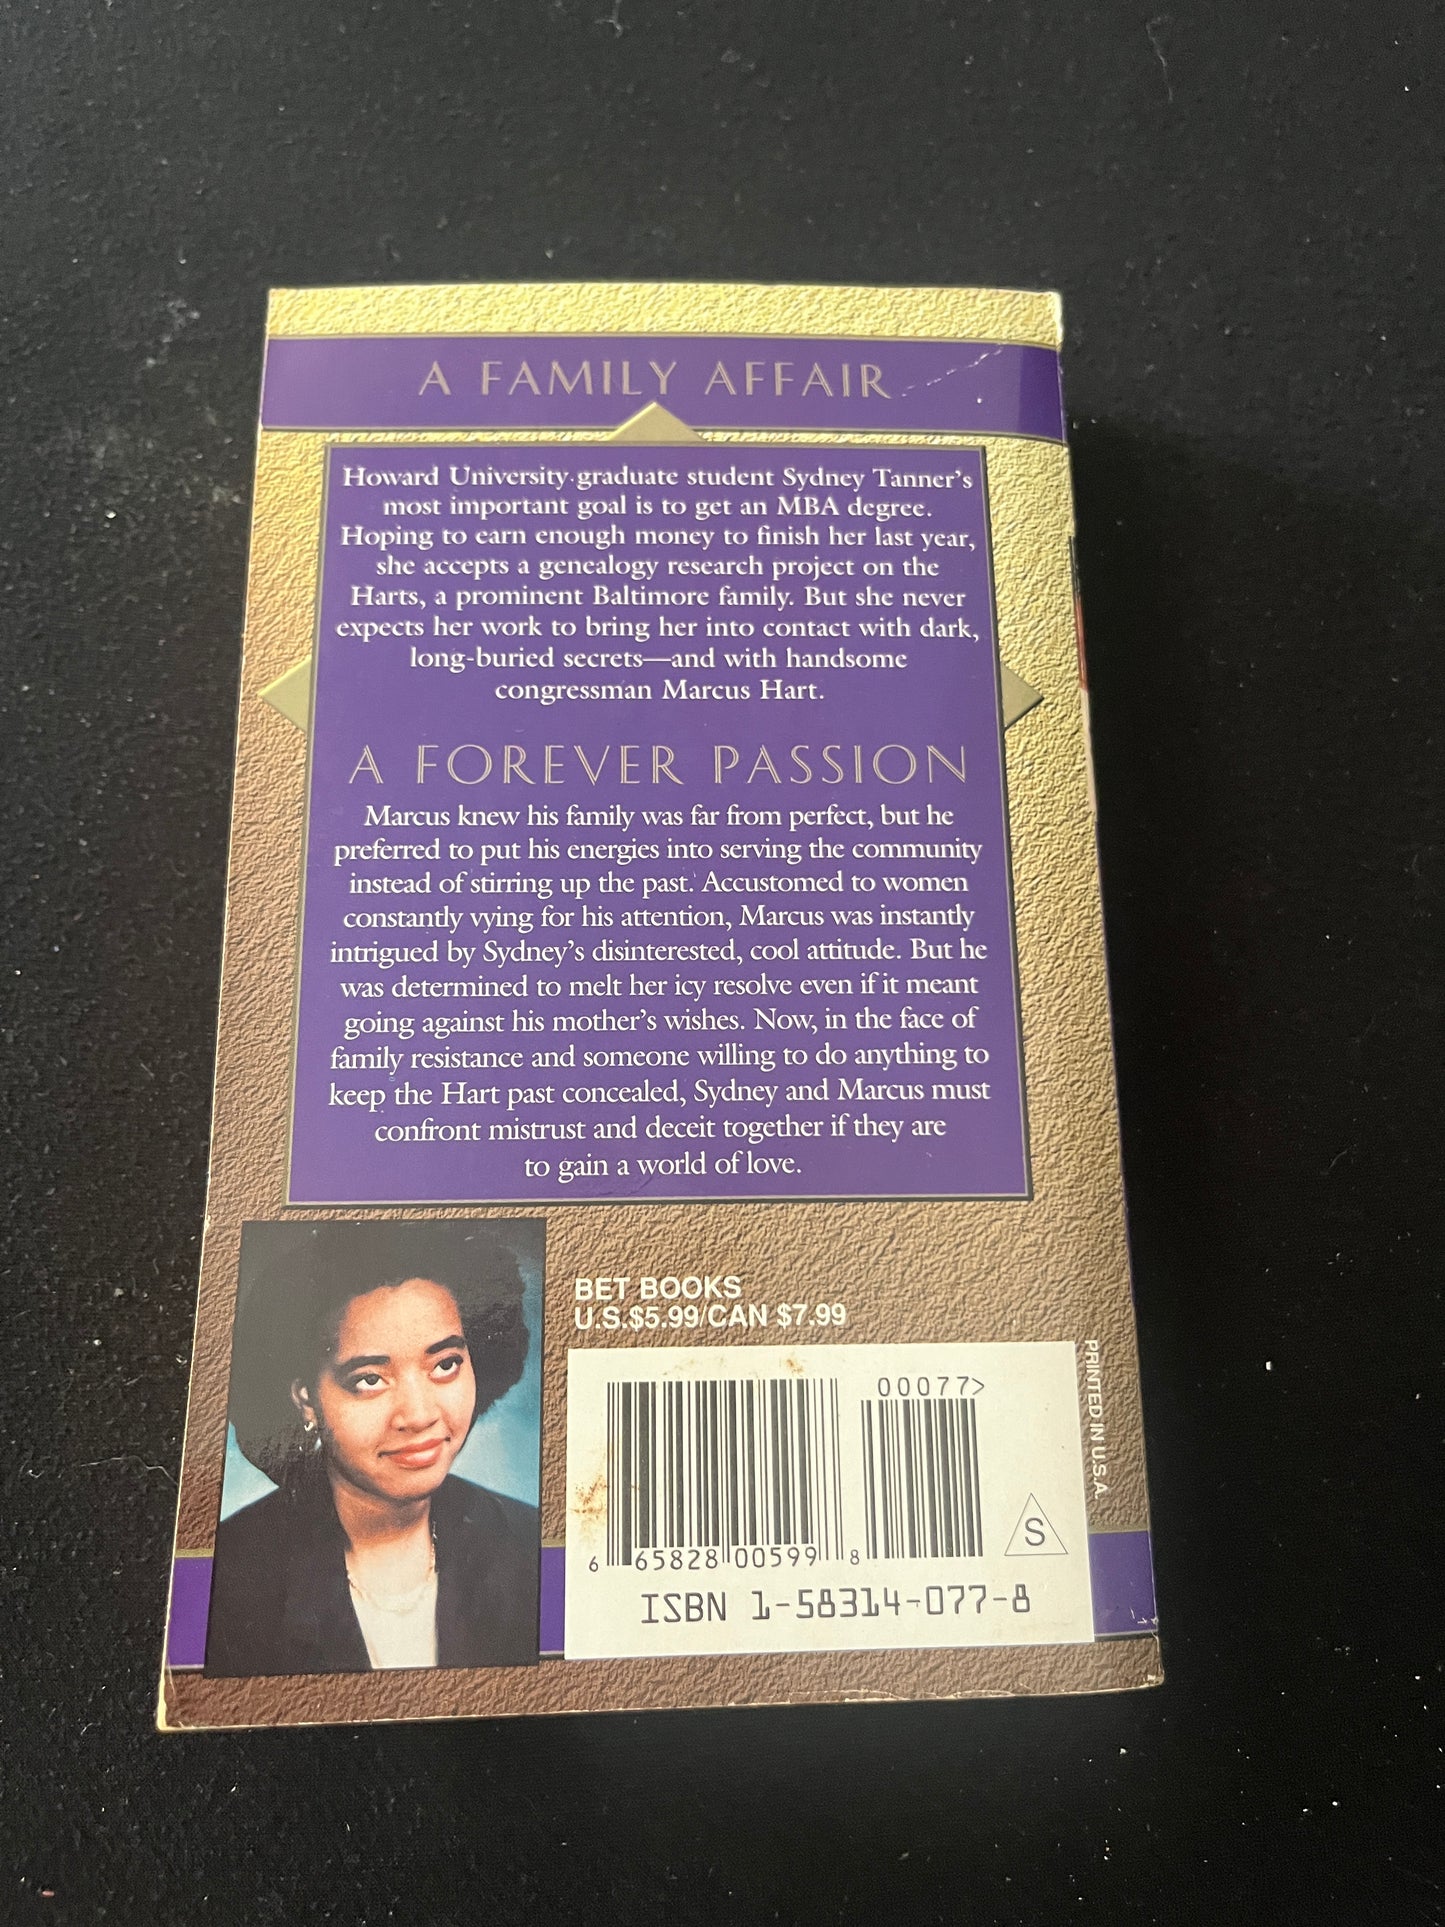 A FAMILY AFFAIR
Howard University graduate student Sydney Tanner's
most important goal is to get an MBA degree.
Hoping to earn enough money to finish her last year,
she accepts a genealogy research project on the
Harts, a prominent Baltimore family. But she never
expects her work to bring her into contact with dark,
long-buried secrets—and with handsome
congressman Marcus Hart.
A FOREVER PASSION
Marcus knew his family was far from perfect, but he
preferred to put his energies into serving the community
instead of stirring up the past. Accustomed to women
constantly vying for his attention, Marcus was instantly
intrigued by Sydney's disinterested, cool attitude. But he
was determined to melt her icy resolve even if it meant
going against his mother's wishes. Now, in the face of
family resistance and someone willing to do anything to
keep the Hart past concealed, Sydney and Marcus must
confront mistrust and deceit together if they are
to gain a world of love.
BET BOOKS
U.S.$5.99/CAN $7.99
00077>
6 65828 00599 8
S
ISBN 1-58314-077-8
PRINTED IN U.S.A.